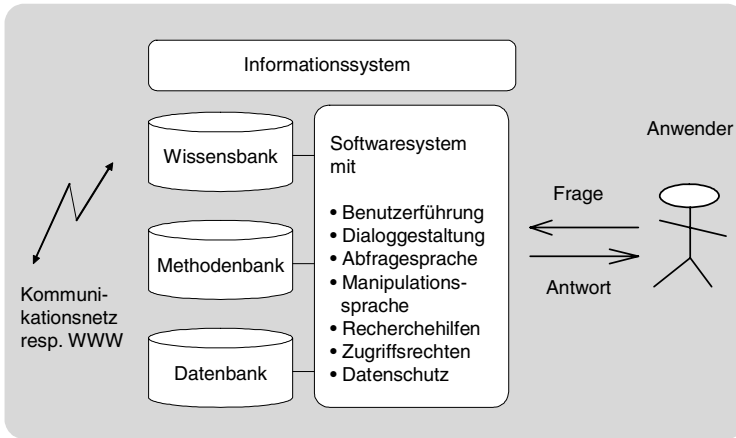 Informationssystem
Wissensbank
Methodenbank
Datenbank
Softwaresystem
mit
• Benutzerführung
• Dialoggestaltung
• Abfragesprache
• Manipulations-
sprache
• Recherchehilfen
• Zugriffsrechten
• Datenschutz
Kommuni-
kationsnetz
resp. WWW
Frage
Antwort
Anwender